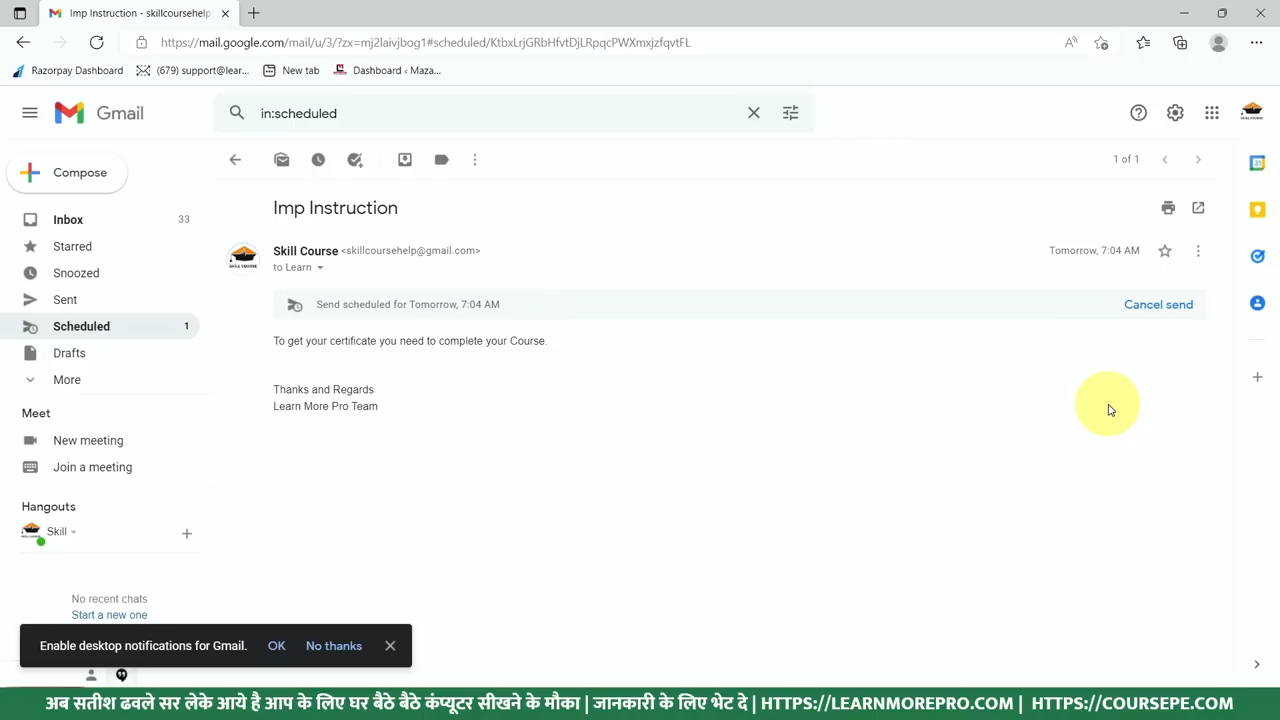 Imp Instruction - skillcoursehelp
https://mail.google.com/mail/u/3/?zx=mj2laivjbog1#scheduled/KtbxLrjGRbHfvtDjLRpqcPWXmxjzfqvtFL
Razorpay Dashboard (679) support@lear... New tab Dashboard ‹ Maza...
Gmail
in:scheduled
Compose
1 of 1
Inbox 33
Starred
Snoozed
Sent
Scheduled 1
Drafts
More
Meet
New meeting
Join a meeting
Hangouts
Skill
No recent chats
Start a new one
Imp Instruction
Skill Course <skillcoursehelp@gmail.com> Tomorrow, 7:04 AM
to Learn
Send scheduled for Tomorrow, 7:04 AM Cancel send
To get your certificate you need to complete your Course.
Thanks and Regards
Learn More Pro Team
Enable desktop notifications for Gmail. OK No thanks
अब सतीश ढवले सर लेके आये है आप के लिए घर बैठे बैठे कंप्यूटर सीखने के मौका | जानकारी के लिए भेट दे | HTTPS://LEARNMOREPRO.COM | HTTPS://COURSEPE.COM